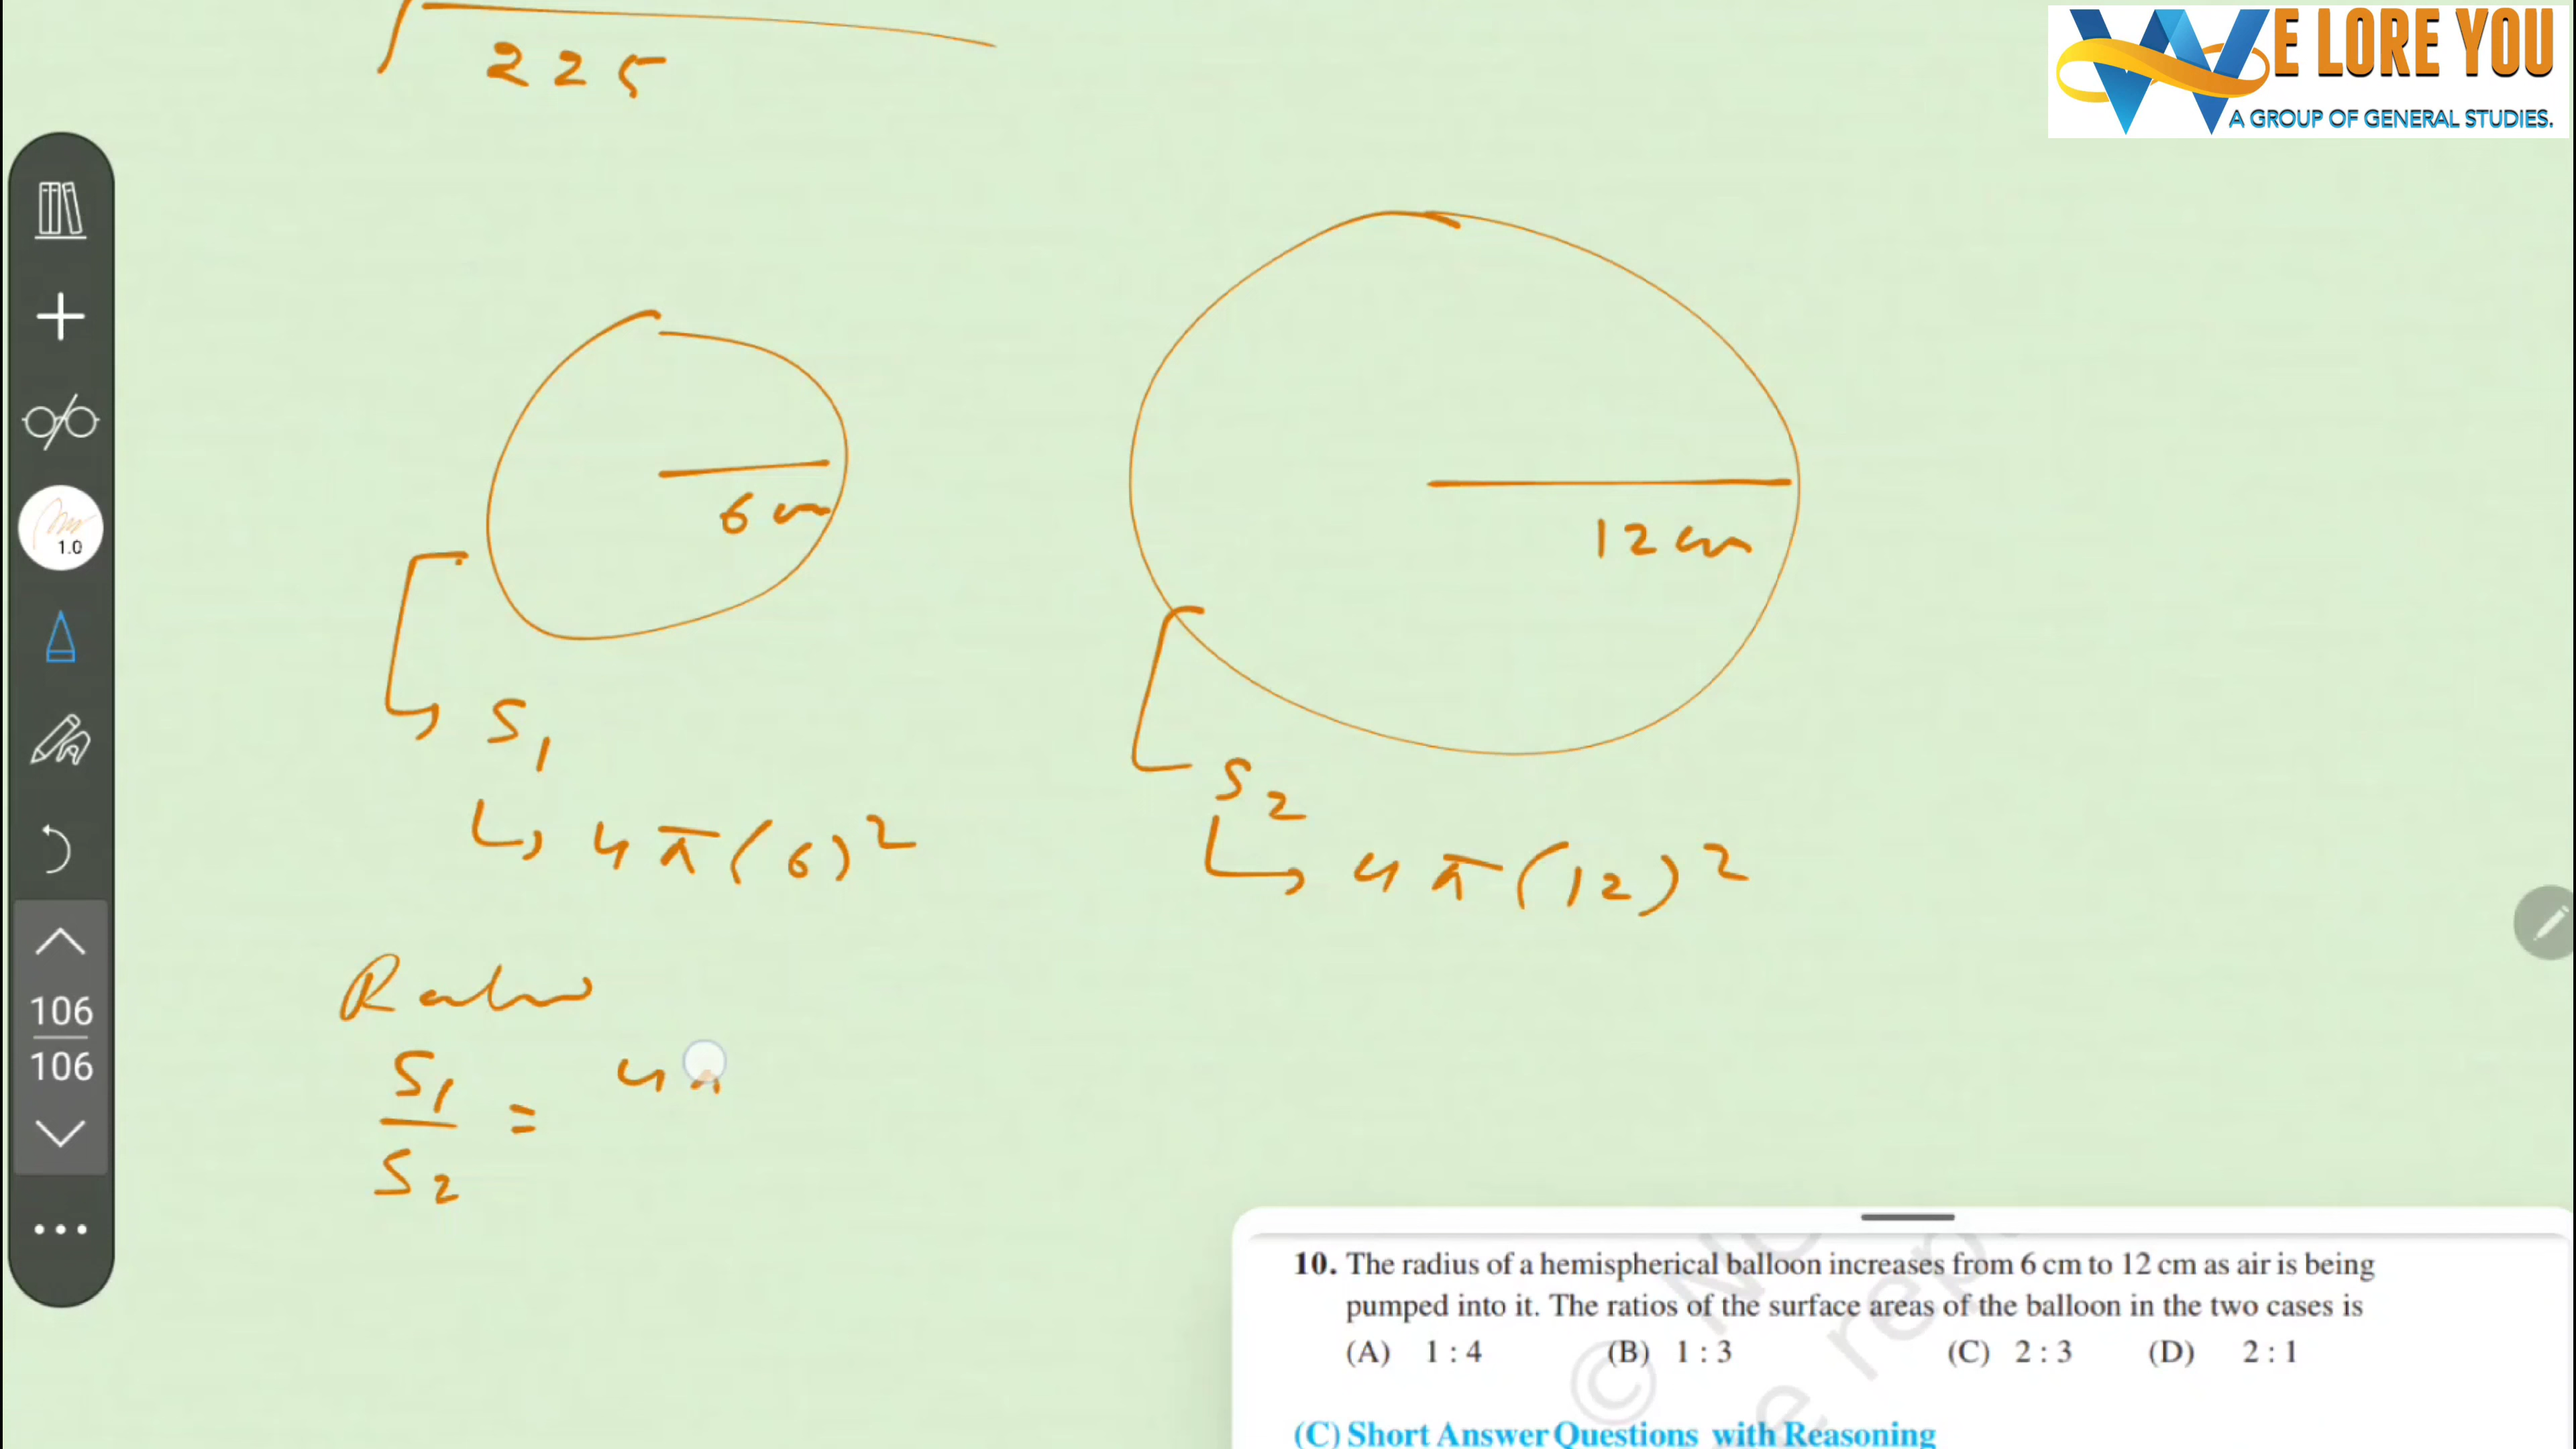 WE LORE YOU
A GROUP OF GENERAL STUDIES.
225
6 cm
12 cm
1.0
S1
4π(6)²
S2
4π(12)²
Ratio
S1/S2 = 4π
106
106
10. The radius of a hemispherical balloon increases from 6 cm to 12 cm as air is being
pumped into it. The ratios of the surface areas of the balloon in the two cases is
(A) 1 : 4 (B) 1 : 3 (C) 2 : 3 (D) 2 : 1
(C) Short Answer Questions with Reasoning